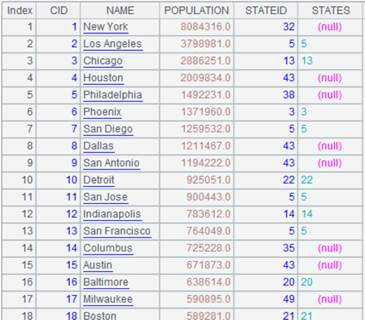 Index CID NAME POPULATION STATEID STATES
1 1 New York 8084316.0 32 (null)
2 2 Los Angeles 3798981.0 5 5
3 3 Chicago 2886251.0 13 13
4 4 Houston 2009834.0 43 (null)
5 5 Philadelphia 1492231.0 38 (null)
6 6 Phoenix 1371960.0 3 3
7 7 San Diego 1259532.0 5 5
8 8 Dallas 1211467.0 43 (null)
9 9 San Antonio 1194222.0 43 (null)
10 10 Detroit 925051.0 22 22
11 11 San Jose 900443.0 5 5
12 12 Indianapolis 783612.0 14 14
13 13 San Francisco 764049.0 5 5
14 14 Columbus 725228.0 35 (null)
15 15 Austin 671873.0 43 (null)
16 16 Baltimore 638614.0 20 20
17 17 Milwaukee 590895.0 49 (null)
18 18 Boston 589281.0 21 21